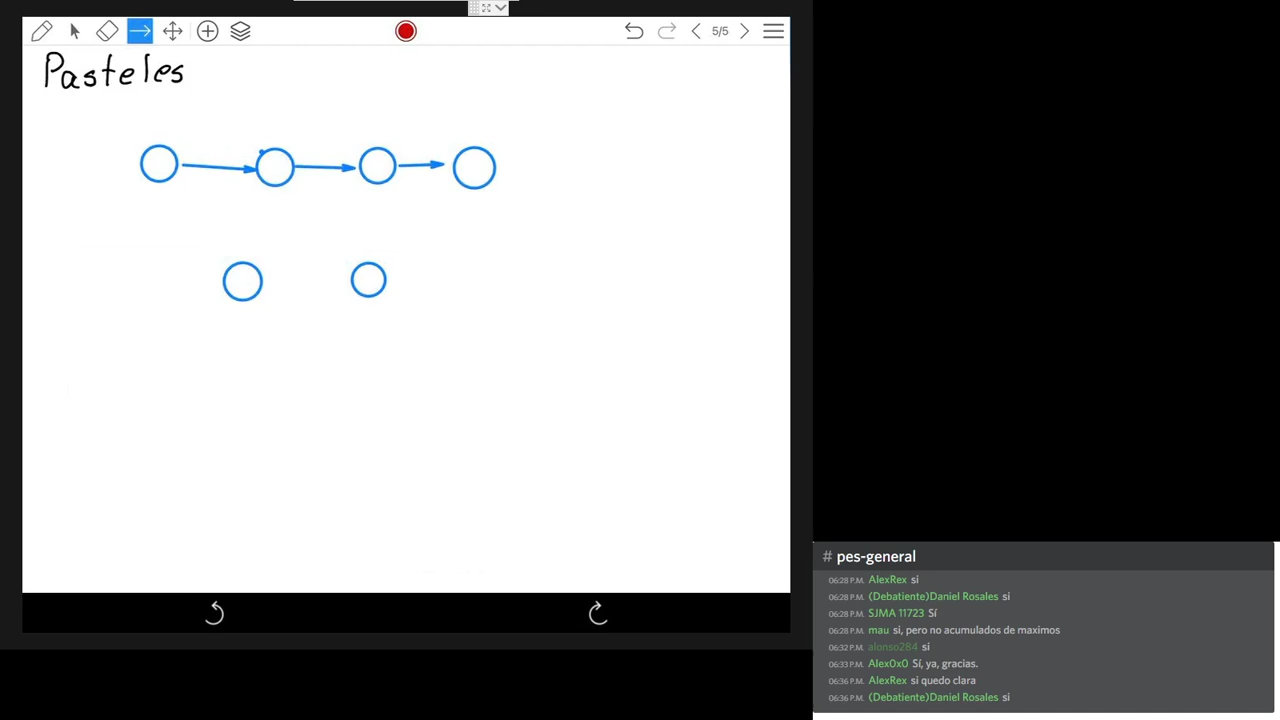 5/5
Pasteles
# pes-general
06:28 P.M. AlexRex si
06:28 P.M. (Debatiente)Daniel Rosales si
06:28 P.M. SJMA 11723 Sí
06:28 P.M. mau si, pero no acumulados de maximos
06:32 P.M. alonso284 si
06:33 P.M. Alex0x0 Sí, ya, gracias.
06:36 P.M. AlexRex si quedo clara
06:36 P.M. (Debatiente)Daniel Rosales si